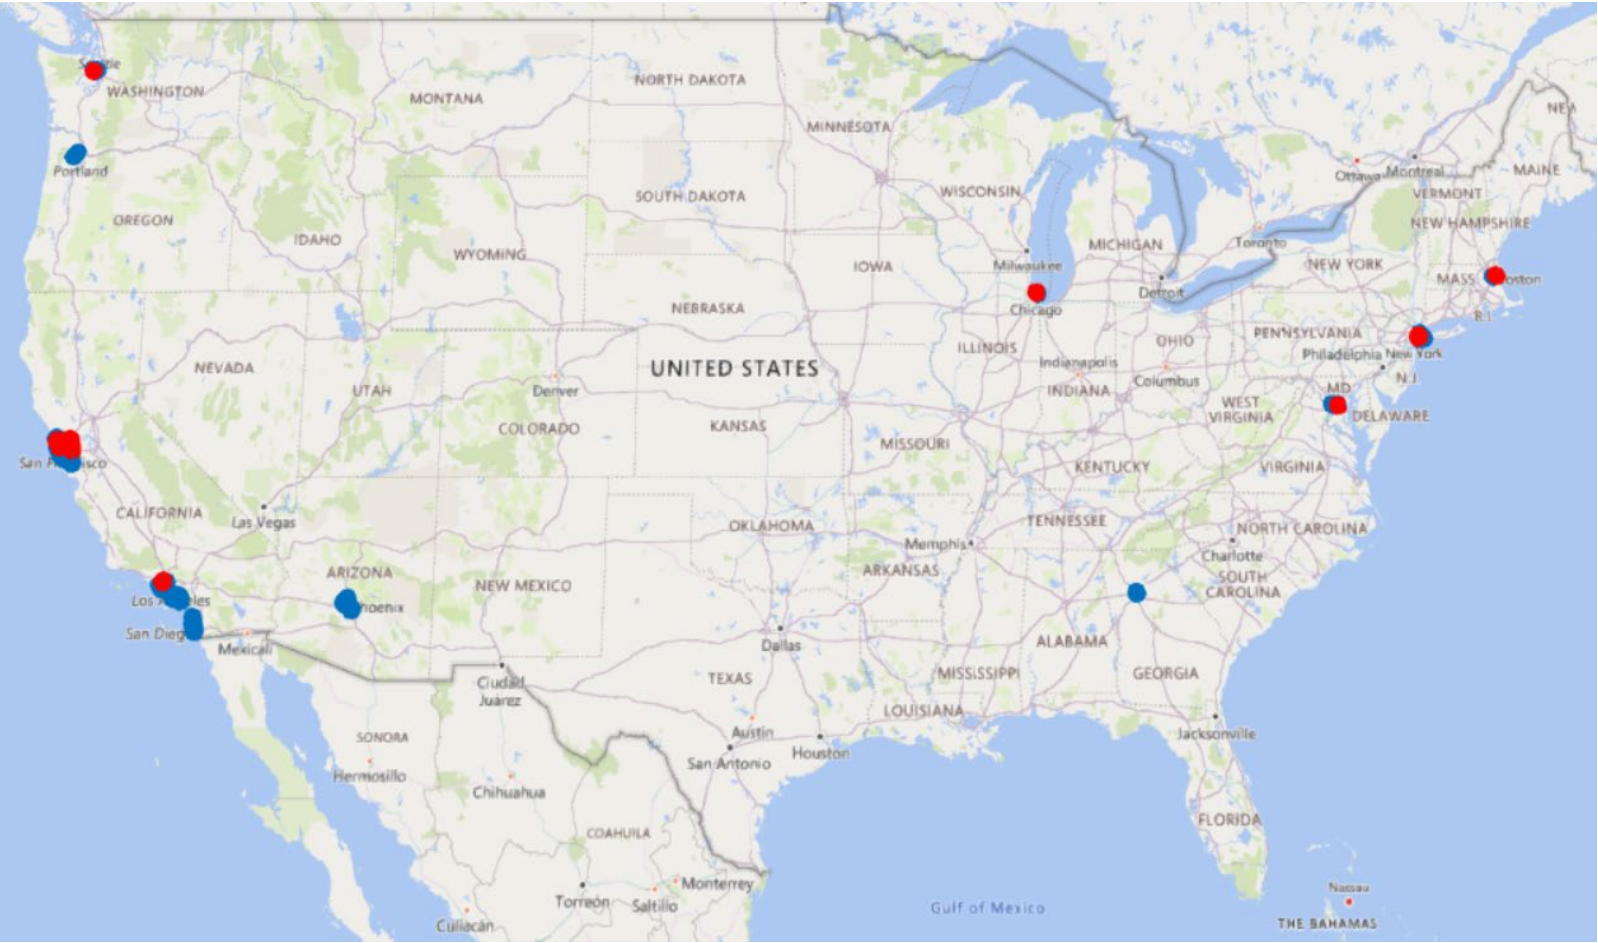 WASHINGTON
MONTANA
NORTH DAKOTA
MINNESOTA
Ottawa
Montreal
MAINE
Portland
OREGON
IDAHO
WYOMING
SOUTH DAKOTA
WISCONSIN
VERMONT
NEW HAMPSHIRE
Milwaukee
MICHIGAN
Toronto
NEW YORK
IOWA
MASS
Chicago
Detroit
R.I.
NEBRASKA
NEVADA
UTAH
Denver
COLORADO
UNITED STATES
ILLINOIS
Indianapolis
INDIANA
OHIO
Columbus
PENNSYLVANIA
Philadelphia
New York
N.J.
MD
DELAWARE
WEST
VIRGINIA
KANSAS
MISSOURI
KENTUCKY
VIRGINIA
San
CALIFORNIA
Las Vegas
OKLAHOMA
TENNESSEE
NORTH CAROLINA
Memphis
Charlotte
ARIZONA
NEW MEXICO
ARKANSAS
SOUTH
CAROLINA
Los
San Dieg
Mexicali
Dallas
ALABAMA
TEXAS
MISSISSIPPI
GEORGIA
Ciudad
Juárez
LOUISIANA
Jacksonville
SONORA
Austin
San Antonio
Houston
Hermosillo
Chihuahua
COAHUILA
FLORIDA
Torreón
Saltillo
Monterrey
Culiacán
Gulf of Mexico
Nassau
THE BAHAMAS